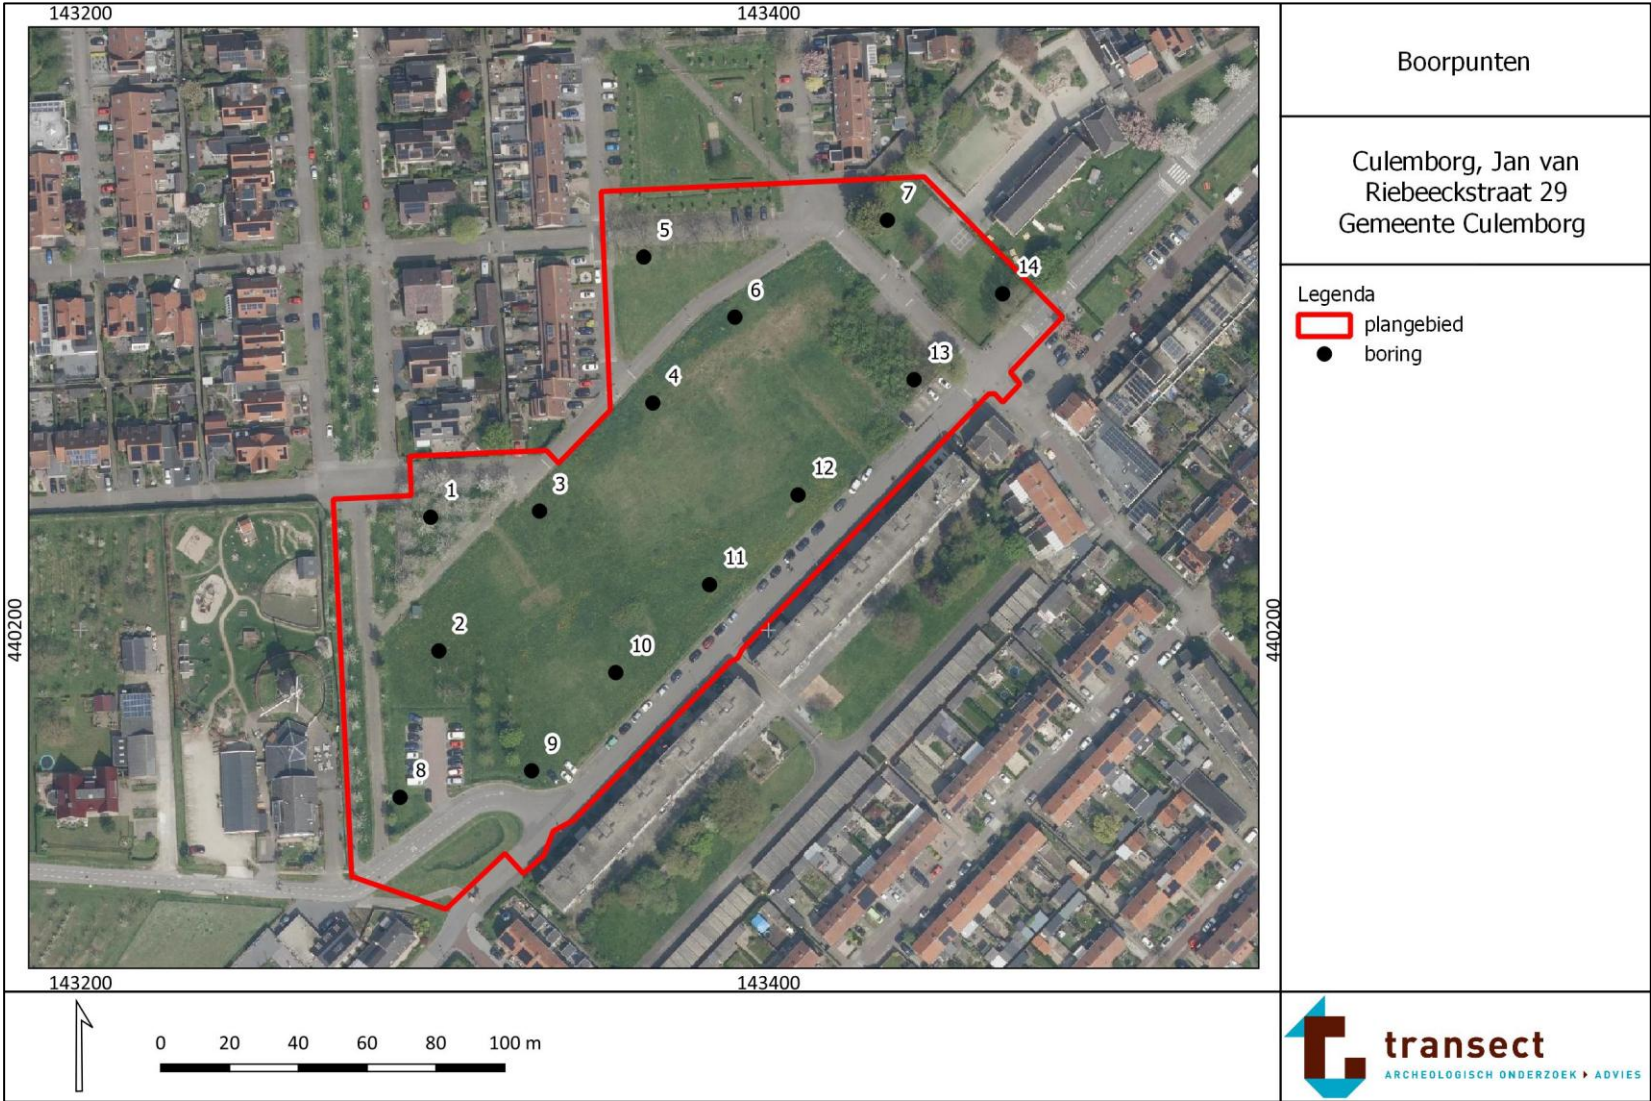 143200
143400
Boorpunten
Culemborg, Jan van
Riebeeckstraat 29
Gemeente Culemborg
Legenda
plangebied
boring
7
5
14
6
13
4
12
1
3
11
2
10
9
8
440200
440200
143200
143400
0 20 40 60 80 100 m
transect
ARCHEOLOGISCH ONDERZOEK ▸ ADVIES